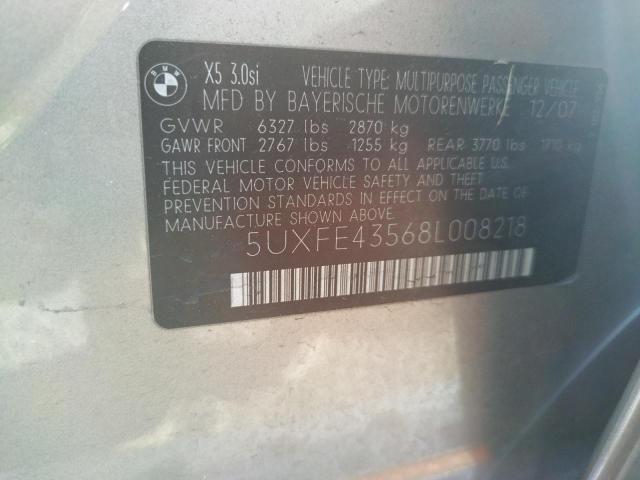 BMW
X5 3.0si VEHICLE TYPE: MULTIPURPOSE PASSENGER VEHICLE
MFD BY BAYERISCHE MOTORENWERKE 12/07
GVWR 6327 lbs 2870 kg
GAWR FRONT 2767 lbs 1255 kg REAR 3770 lbs 1710 kg
THIS VEHICLE CONFORMS TO ALL APPLICABLE U.S.
FEDERAL MOTOR VEHICLE SAFETY AND THEFT
PREVENTION STANDARDS IN EFFECT ON THE DATE OF
MANUFACTURE SHOWN ABOVE.
5UXFE43568L008218